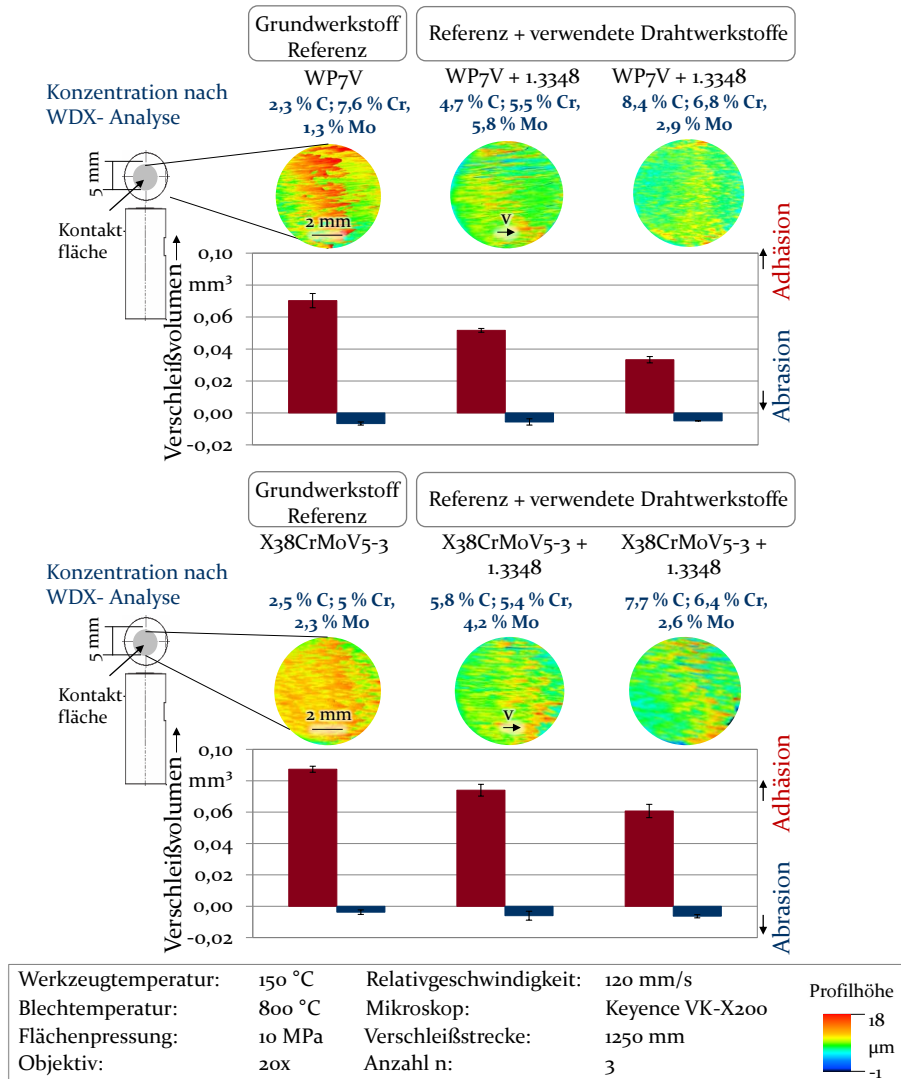 Grundwerkstoff
Referenz
Referenz + verwendete Drahtwerkstoffe
Konzentration nach
WDX- Analyse
WP7V
2,3 % C; 7,6 % Cr,
1,3 % Mo
WP7V + 1.3348
4,7 % C; 5,5 % Cr,
5,8 % Mo
WP7V + 1.3348
8,4 % C; 6,8 % Cr,
2,9 % Mo
5 mm
Kontakt-
fläche
2 mm
v
Verschleißvolumen
0,10
mm³
0,06
0,04
0,02
0,00
-0,02
Adhäsion
Abrasion
Grundwerkstoff
Referenz
Referenz + verwendete Drahtwerkstoffe
Konzentration nach
WDX- Analyse
X38CrMoV5-3
2,5 % C; 5 % Cr,
2,3 % Mo
X38CrMoV5-3 +
1.3348
5,8 % C; 5,4 % Cr,
4,2 % Mo
X38CrMoV5-3 +
1.3348
7,7 % C; 6,4 % Cr,
2,6 % Mo
5 mm
Kontakt-
fläche
2 mm
v
Verschleißvolumen
0,10
mm³
0,06
0,04
0,02
0,00
-0,02
Adhäsion
Abrasion
Werkzeugtemperatur: 150 °C Relativgeschwindigkeit: 120 mm/s
Blechtemperatur: 800 °C Mikroskop: Keyence VK-X200
Flächenpressung: 10 MPa Verschleißstrecke: 1250 mm
Objektiv: 20x Anzahl n: 3
Profilhöhe
18
µm
-1